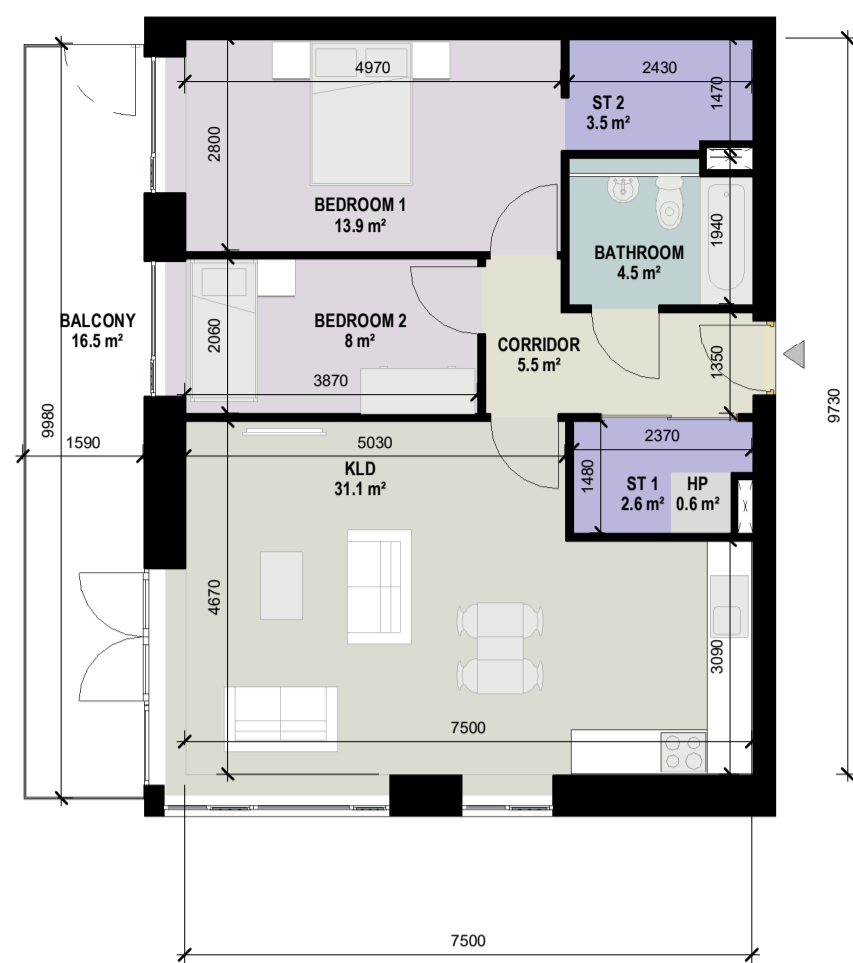 4970
2430
1470
ST 2
3.5 m²
2800
BEDROOM 1
13.9 m²
1940
BATHROOM
4.5 m²
BALCONY
16.5 m²
2060
BEDROOM 2
8 m²
3870
CORRIDOR
5.5 m²
1350
9730
9980
1590
5030
KLD
31.1 m²
2370
1480
ST 1
2.6 m²
HP
0.6 m²
4670
3090
7500
7500